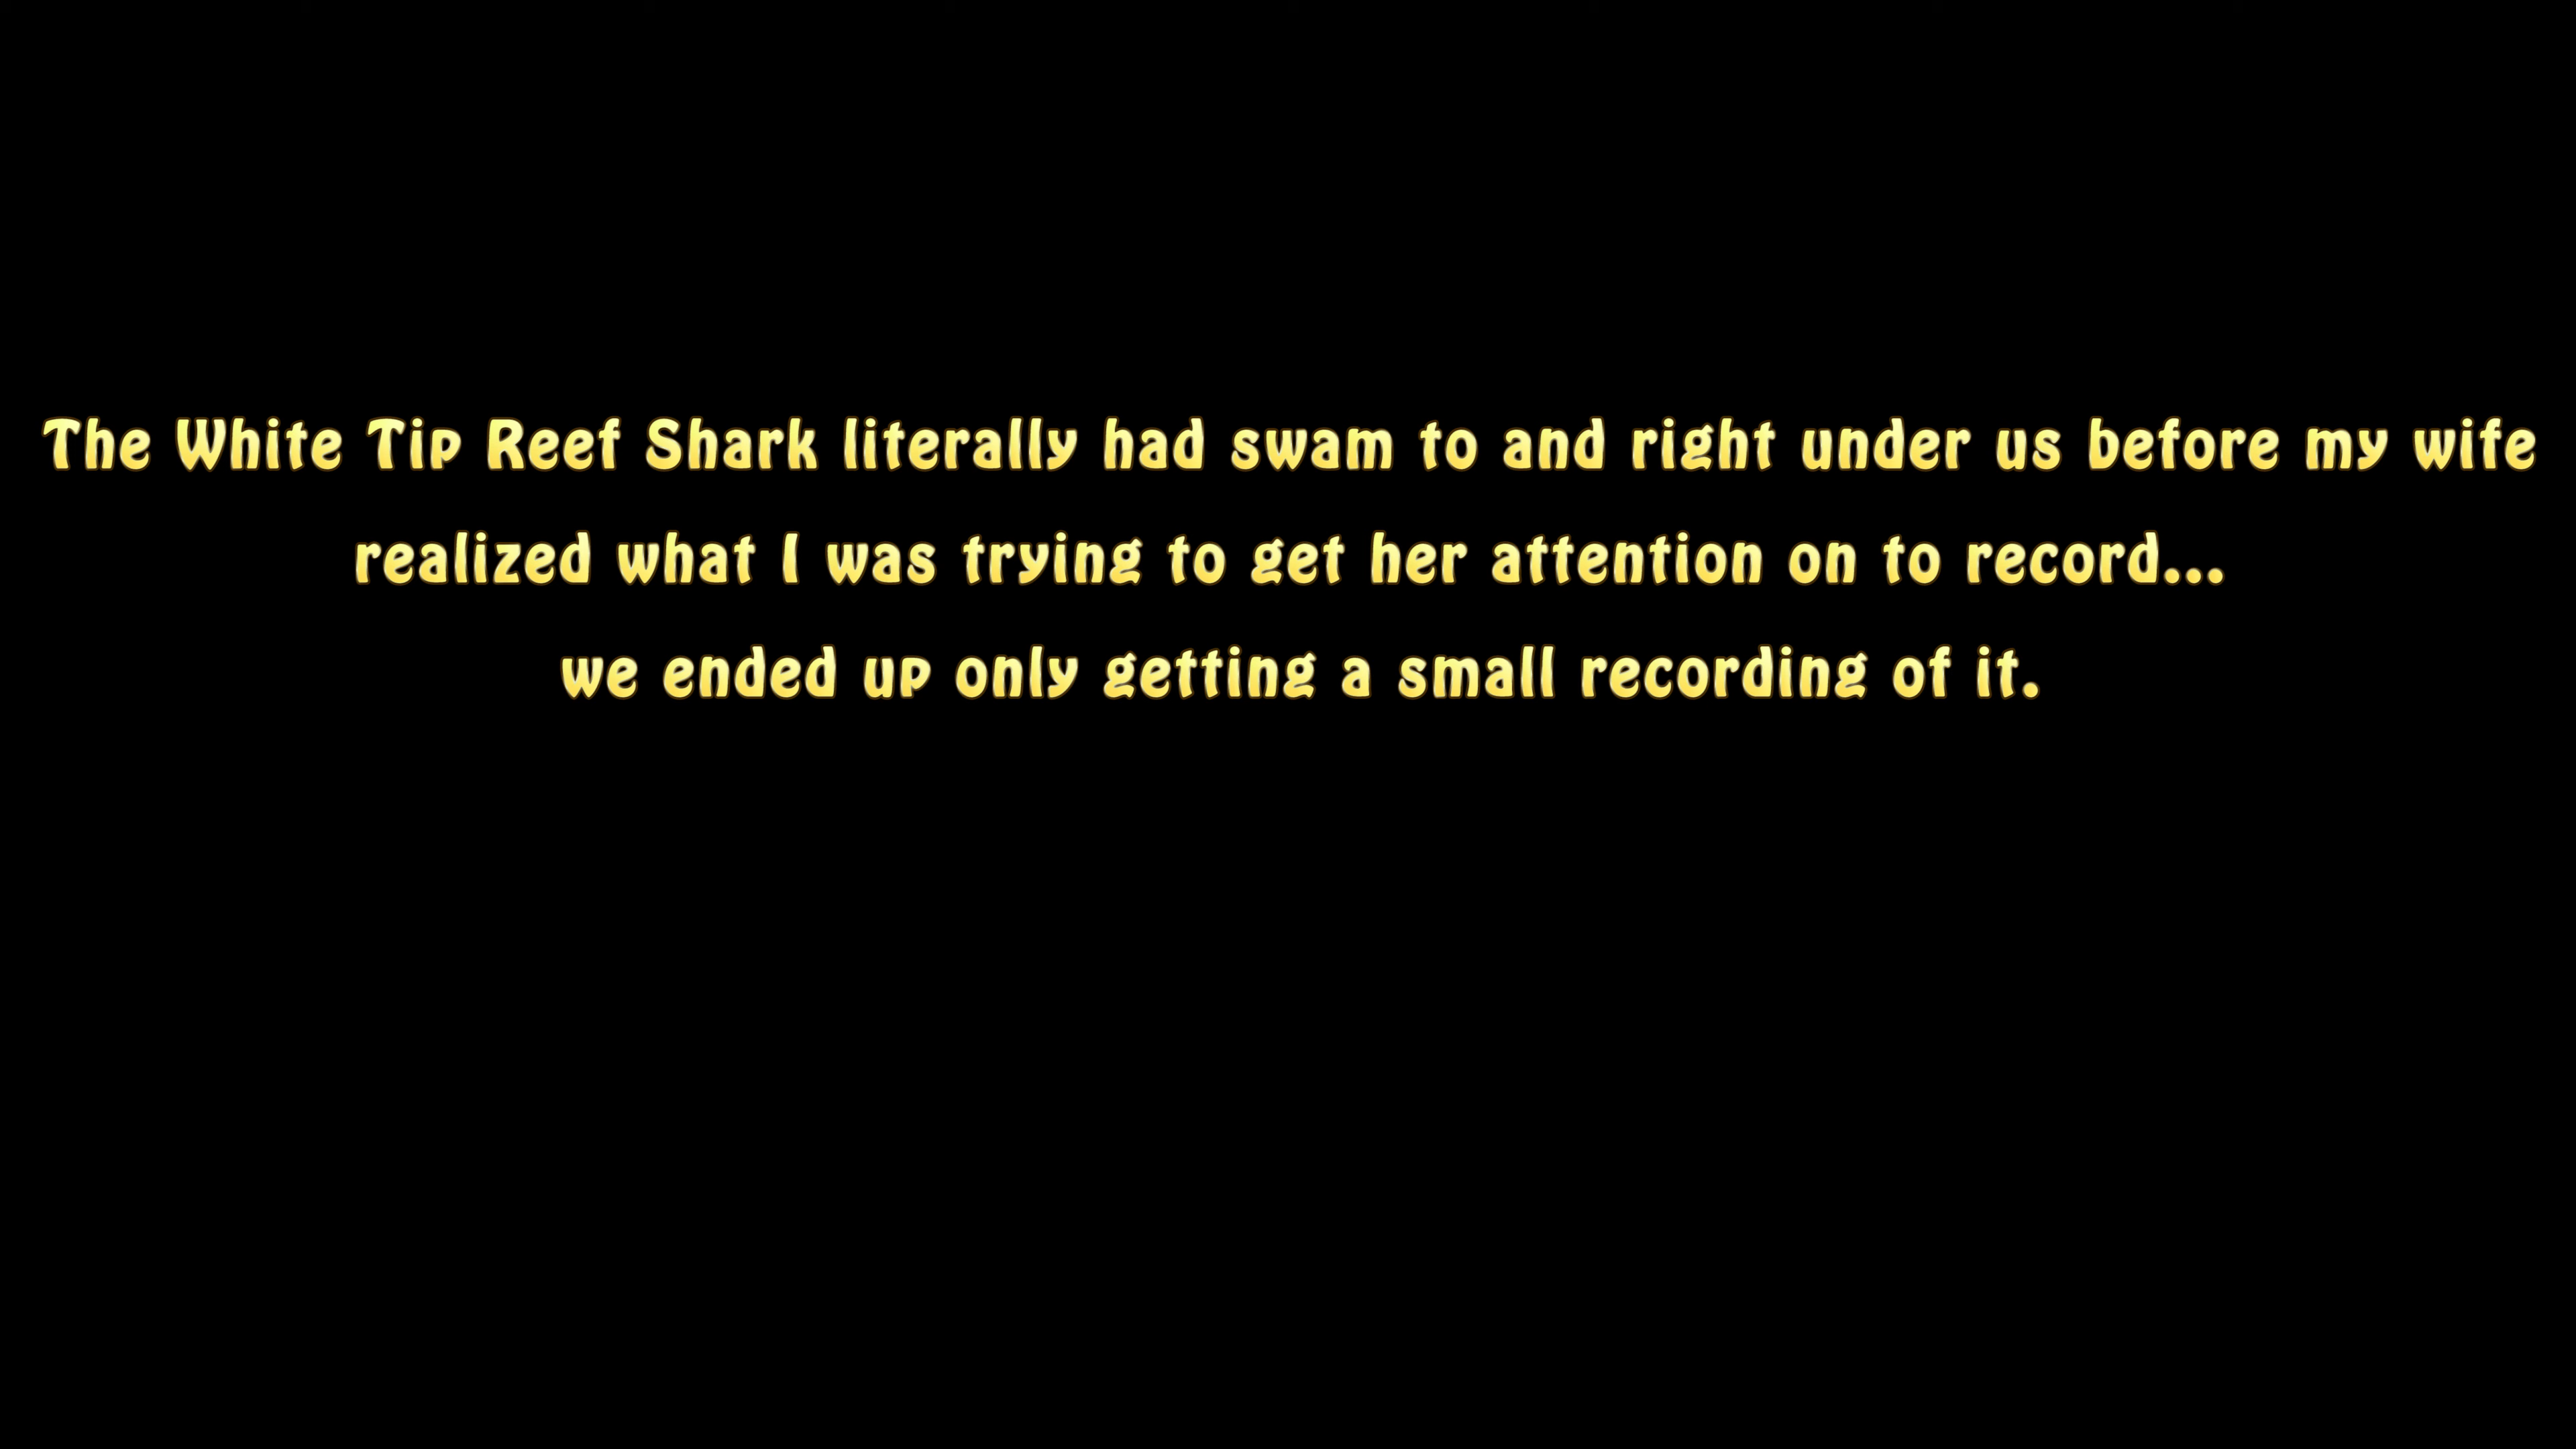 The White Tip Reef Shark literally had swam to and right under us before my wife
realized what I was trying to get her attention on to record...
we ended up only getting a small recording of it.